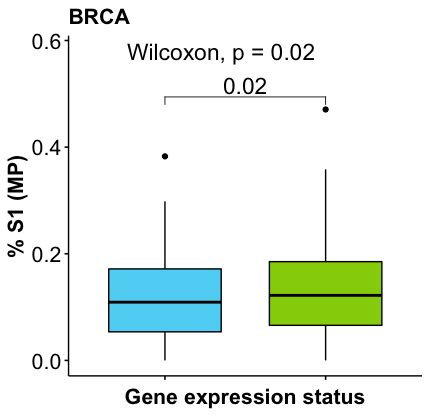 BRCA
0.6
Wilcoxon, p = 0.02
0.02
0.4
% S1 (MP)
0.2
0.0
Gene expression status